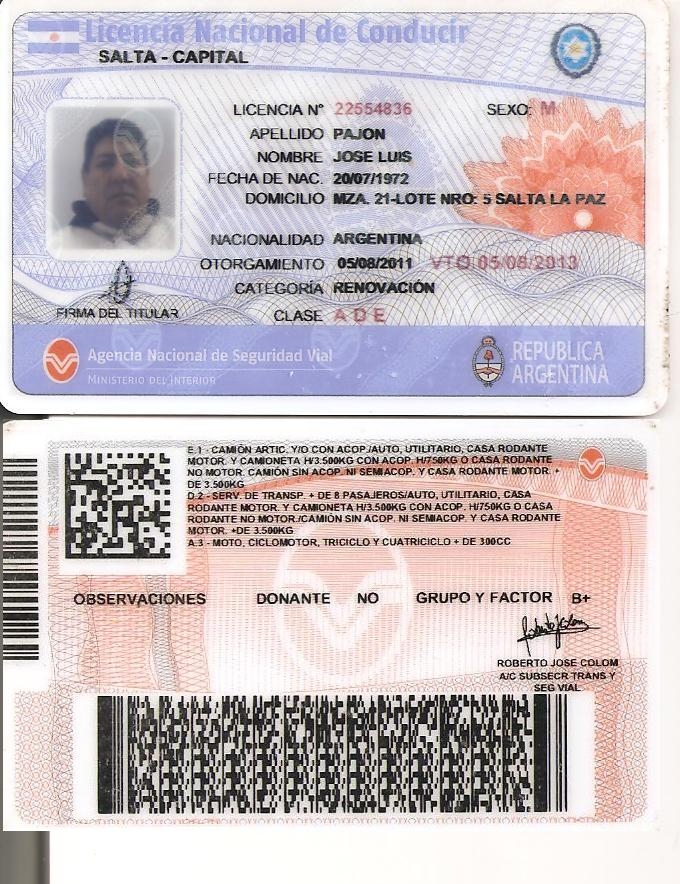 Licencia Nacional de Conducir
SALTA - CAPITAL
LICENCIA Nº 22554836 SEXO: M
APELLIDO PAJON
NOMBRE JOSE LUIS
FECHA DE NAC. 20/07/1972
DOMICILIO MZA. 21-LOTE NRO: 5 SALTA LA PAZ
NACIONALIDAD ARGENTINA
OTORGAMIENTO 05/08/2011 VTO 05/08/2013
CATEGORÍA RENOVACIÓN
FIRMA DEL TITULAR
CLASE A D E
Agencia Nacional de Seguridad Vial
MINISTERIO DEL INTERIOR
REPUBLICA
ARGENTINA
E.1 - CAMIÓN ARTIC. Y/O CON ACOP./AUTO, UTILITARIO, CASA RODANTE
MOTOR. Y CAMIONETA H/3.500KG CON ACOP. H/750KG O CASA RODANTE
NO MOTOR. CAMIÓN SIN ACOP. NI SEMIACOP. Y CASA RODANTE MOTOR. +
DE 3.500KG
D.2 - SERV. DE TRANSP. + DE 8 PASAJEROS/AUTO, UTILITARIO, CASA
RODANTE MOTOR. Y CAMIONETA H/3.500KG CON ACOP. H/750KG O CASA
RODANTE NO MOTOR./CAMIÓN SIN ACOP. NI SEMIACOP. Y CASA RODANTE
MOTOR. +DE 3.500KG
A.3 - MOTO, CICLOMOTOR, TRICICLO Y CUATRICICLO + DE 300CC
OBSERVACIONES DONANTE NO GRUPO Y FACTOR B+
ROBERTO JOSE COLOM
A/C SUBSECR TRANS Y
SEG VIAL